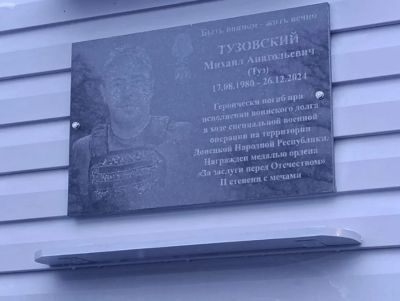 Быть воином - жить вечно
ТУЗОВСКИЙ
Михаил Анатольевич
(Туз)
17.08.1980 - 26.12.2024
Героически погиб при
исполнении воинского долга
в ходе специальной военной
операции на территории
Донецкой Народной Республики.
Награжден медалью ордена
"За заслуги перед Отечеством"
II степени с мечами